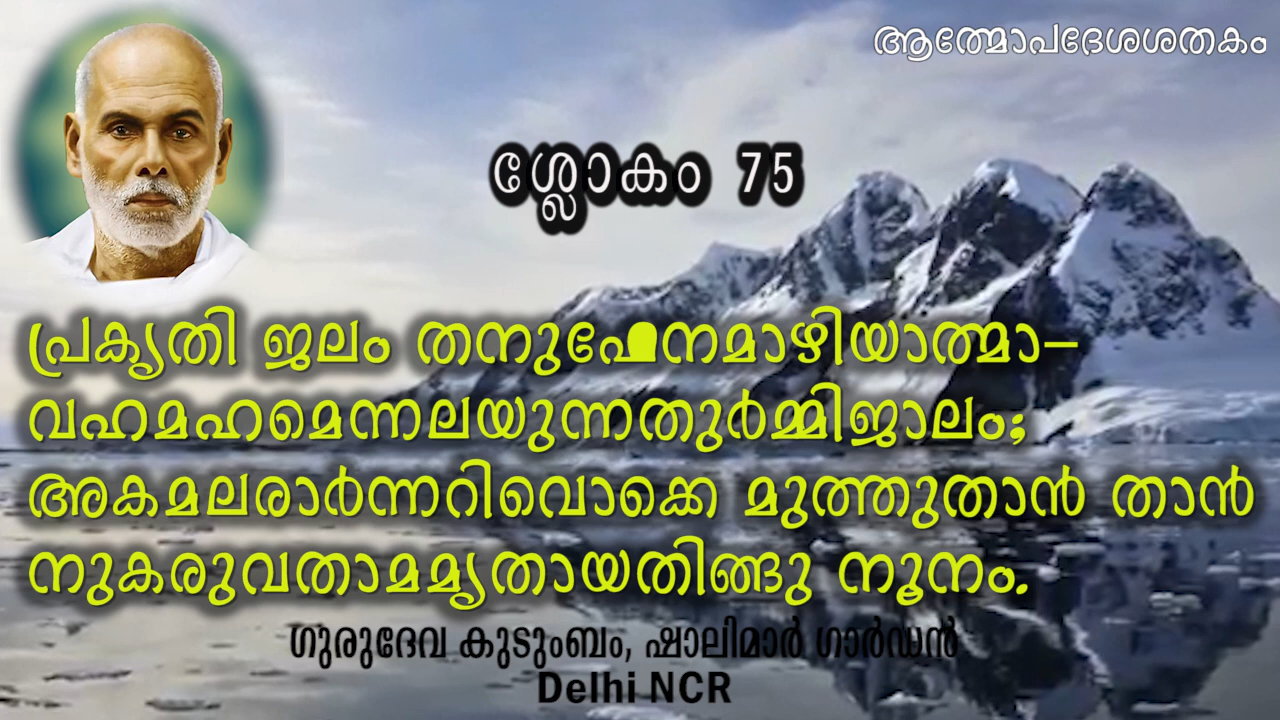 ആത്മോപദേശശതകം
ശ്ലോകം 75
പ്രകൃതി ജലം തനുഫേനമാഴിയാത്മാ–
വഹമഹമെന്നലയുന്നതുർമ്മിജാലം;
അകമലരാർന്നറിവൊക്കെ മുത്തുതാൻ താൻ
നുകരുവതാമമൃതായതിങ്ങു നൂനം.
ഗുരുദേവ കുടുംബം, ഷാലിമാർ ഗാർഡൻ
Delhi NCR